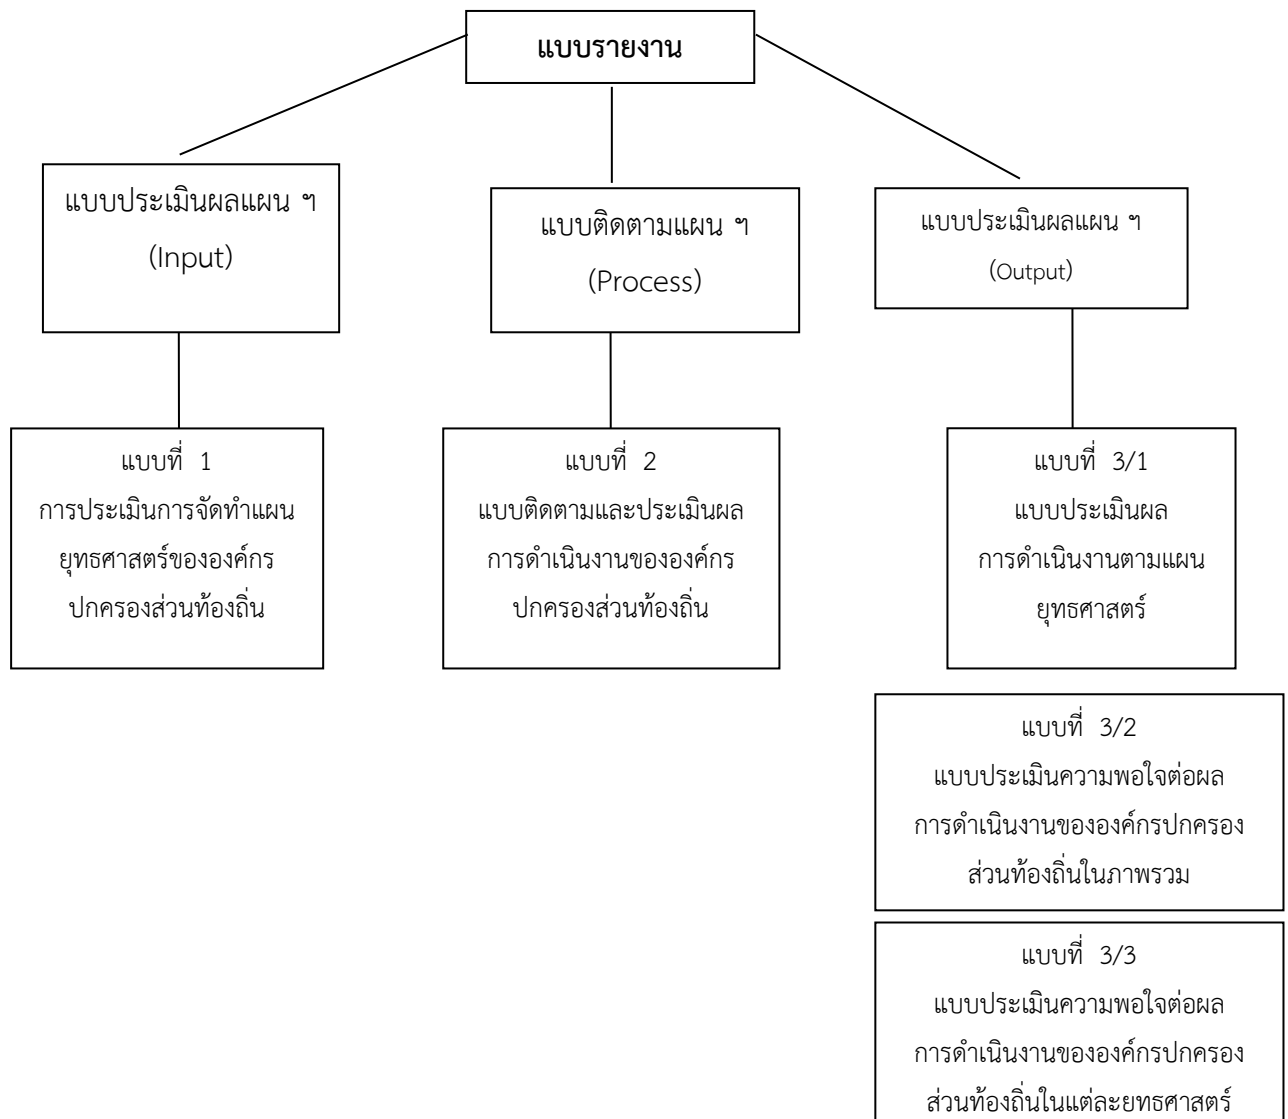 แบบรายงาน
แบบประเมินผลแผน ฯ
(Input)
แบบติดตามแผน ฯ
(Process)
แบบประเมินผลแผน ฯ
(Output)
แบบที่ 1
การประเมินการจัดทำแผน
ยุทธศาสตร์ขององค์กร
ปกครองส่วนท้องถิ่น
แบบที่ 2
แบบติดตามและประเมินผล
การดำเนินงานขององค์กร
ปกครองส่วนท้องถิ่น
แบบที่ 3/1
แบบประเมินผล
การดำเนินงานตามแผน
ยุทธศาสตร์
แบบที่ 3/2
แบบประเมินความพอใจต่อผล
การดำเนินงานขององค์กรปกครอง
ส่วนท้องถิ่นในภาพรวม
แบบที่ 3/3
แบบประเมินความพอใจต่อผล
การดำเนินงานขององค์กรปกครอง
ส่วนท้องถิ่นในแต่ละยุทธศาสตร์